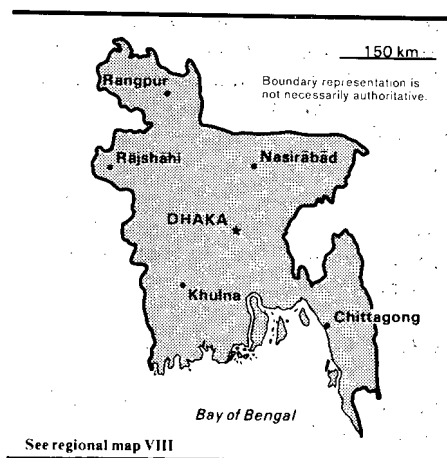 150 km
Boundary representation is
not necessarily authoritative.
Rangpur
Rājshāhi
Nasirābād
DHAKA
Khulna
Chittagong
Bay of Bengal
See regional map VIII